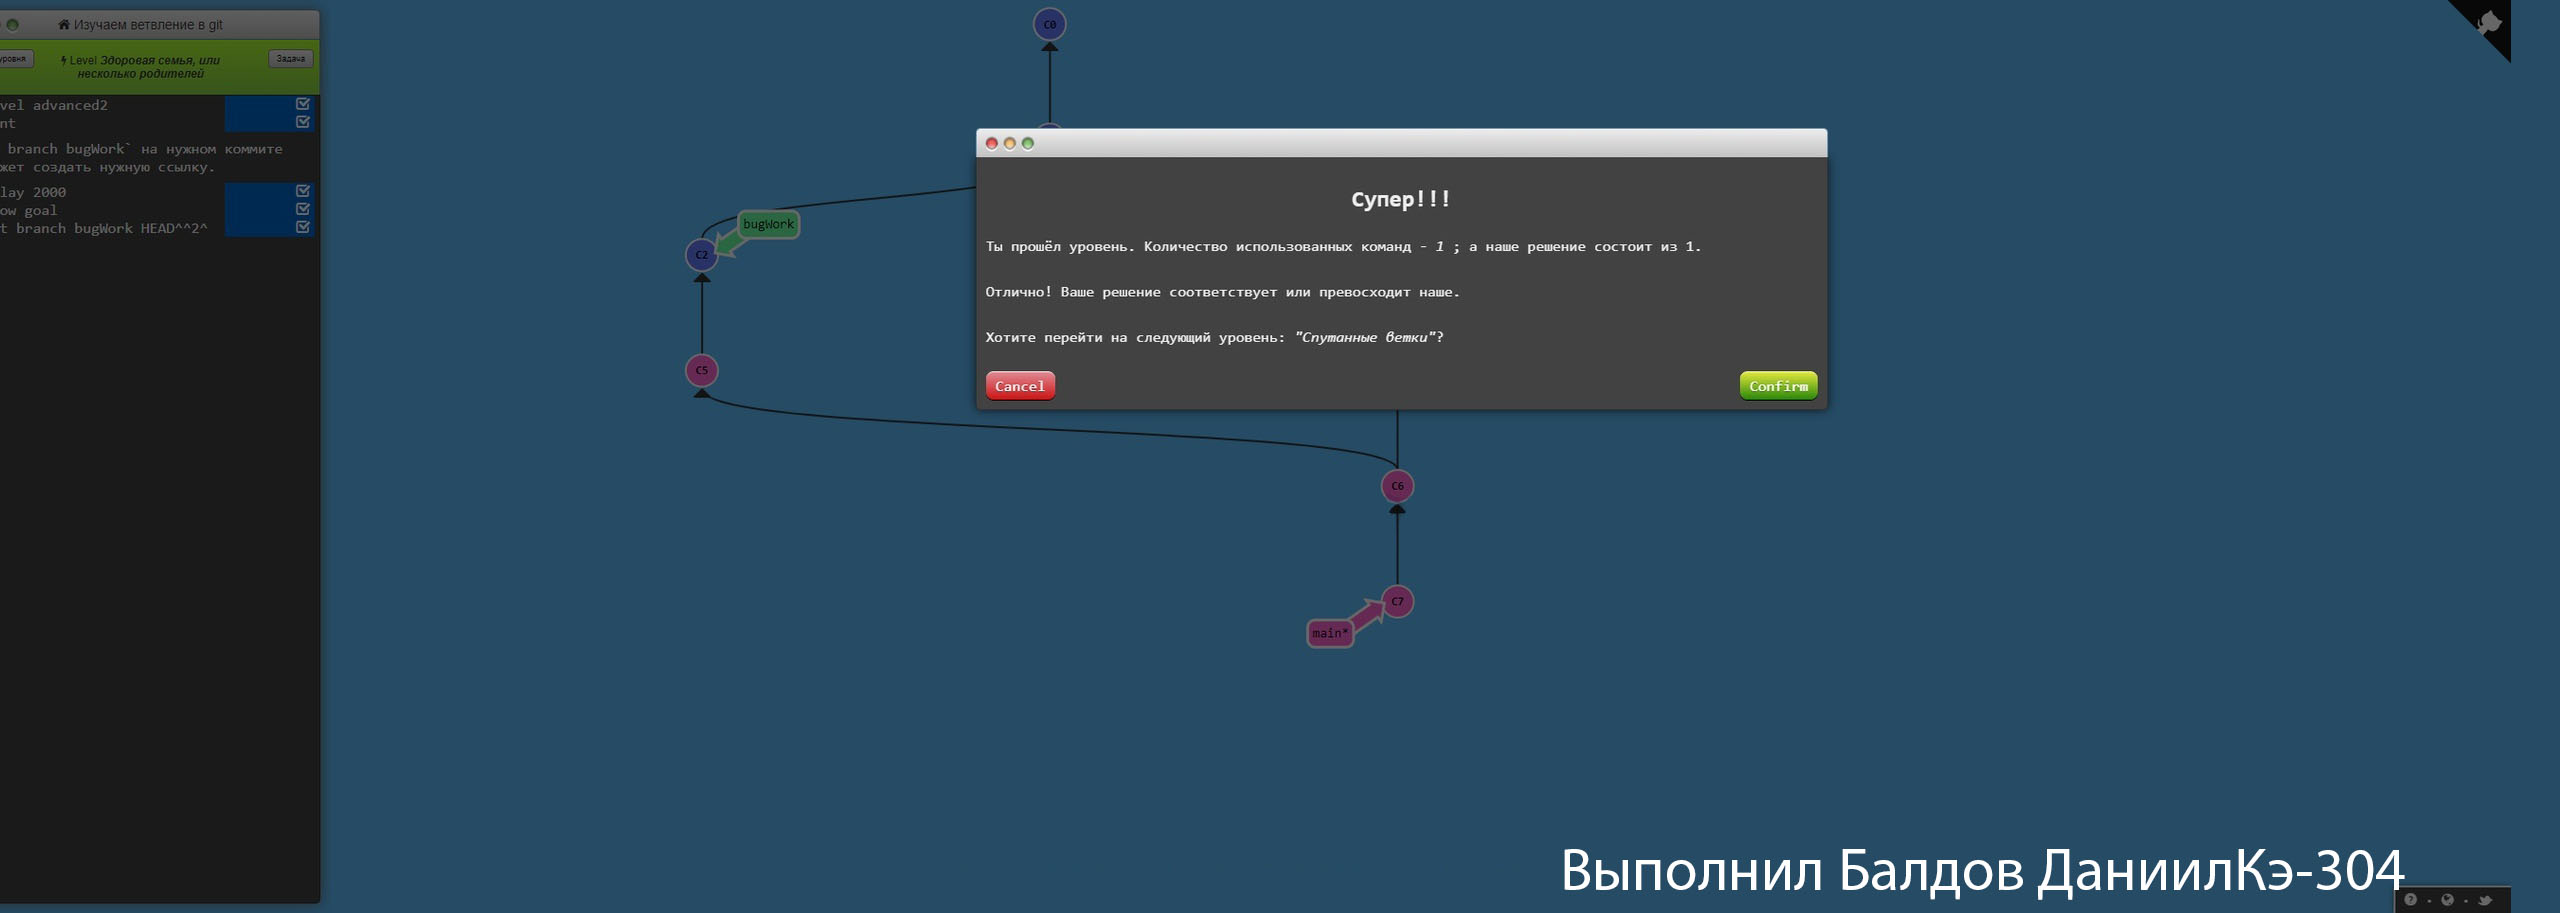 Изучаем ветвление в git
уровня
Level Здоровая семья, или
несколько родителей
Задача
vel advanced2
nt
branch bugWork` на нужном коммите
жет создать нужную ссылку.
lay 2000
ow goal
t branch bugWork HEAD^^2^
C0
bugWork
C2
C5
Супер!!!
Ты прошёл уровень. Количество использованных команд - 1 ; а наше решение состоит из 1.
Отлично! Ваше решение соответствует или превосходит наше.
Хотите перейти на следующий уровень: "Спутанные ветки"?
Cancel
Confirm
C6
C7
main*
Выполнил Балдов ДаниилКэ-304